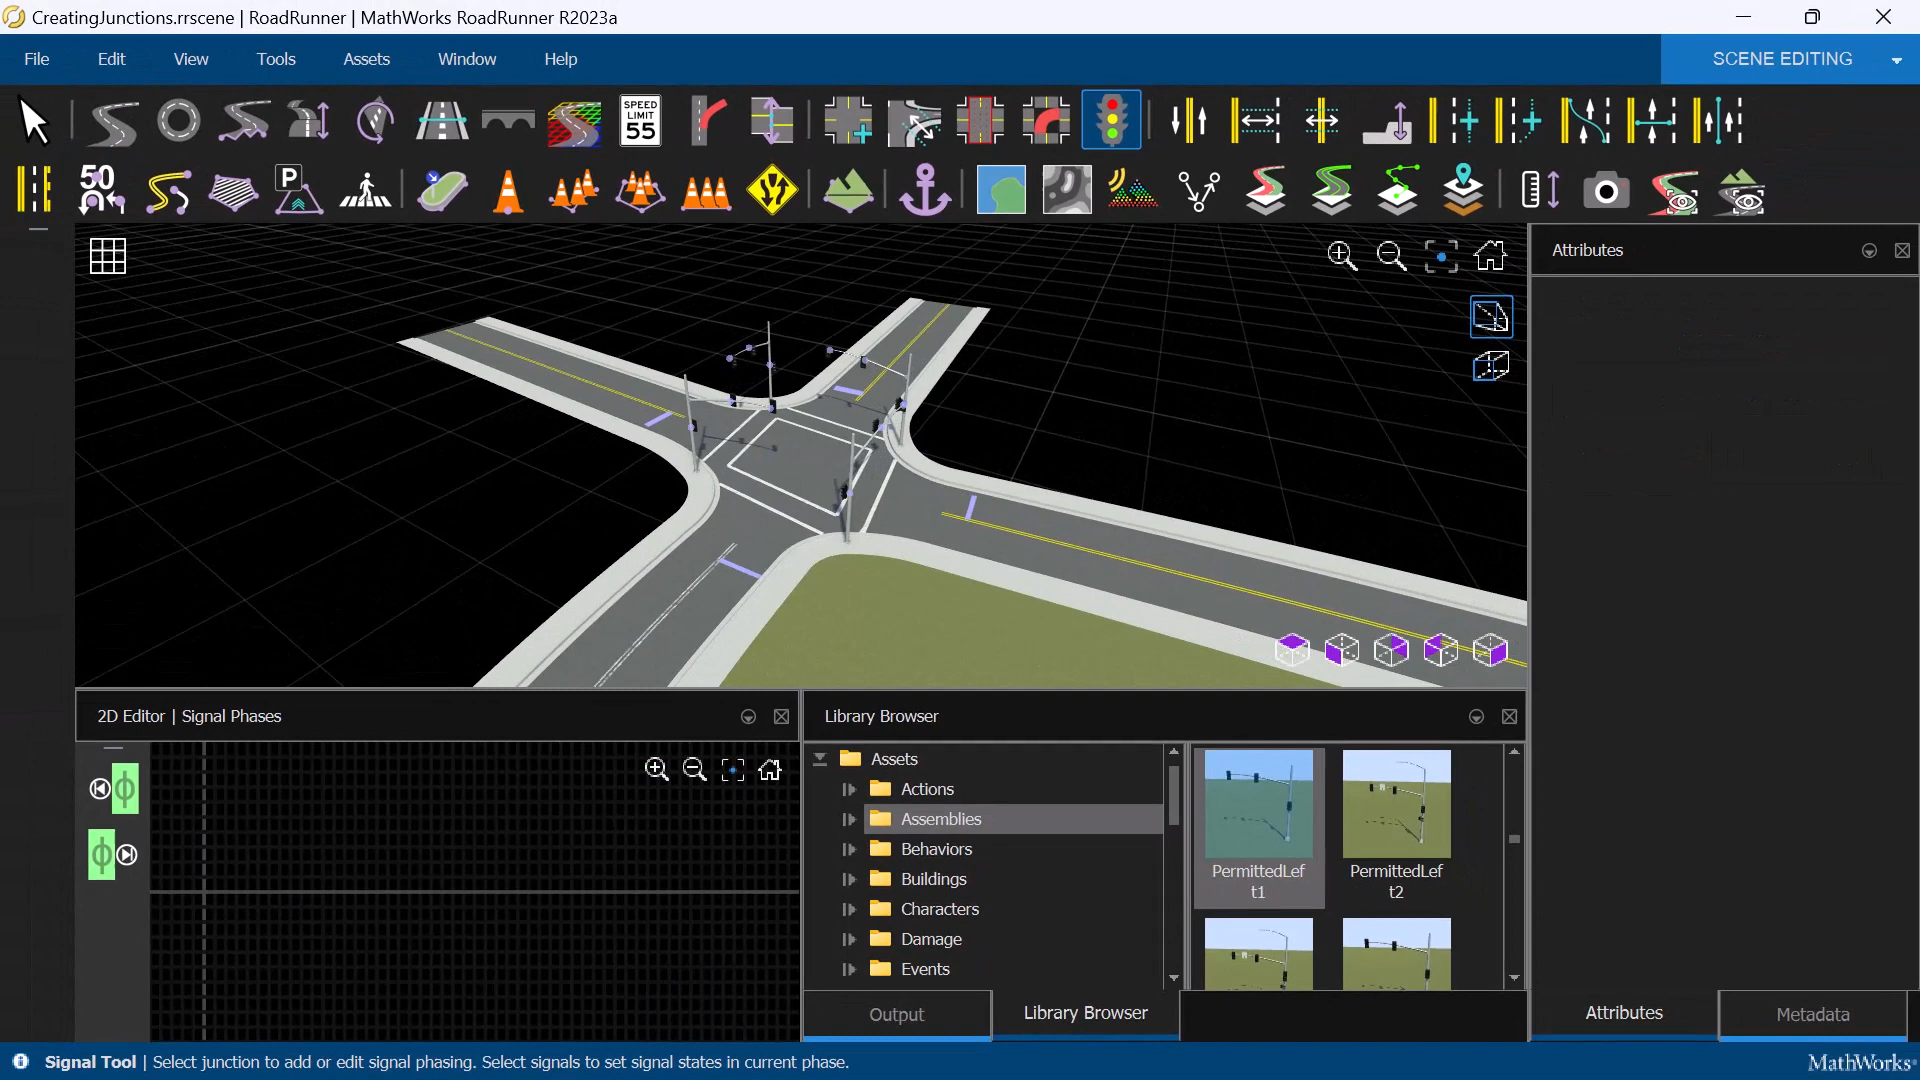 CreatingJunctions.rrscene | RoadRunner | MathWorks RoadRunner R2023a
File Edit View Tools Assets Window Help SCENE EDITING
SPEED LIMIT 55
50 P
Attributes
2D Editor | Signal Phases
Library Browser
Assets
Actions
Assemblies
Behaviors
Buildings
Characters
Damage
Events
PermittedLef
t1
PermittedLef
t2
Output Library Browser
Attributes Metadata
Signal Tool | Select junction to add or edit signal phasing. Select signals to set signal states in current phase.
MathWorks